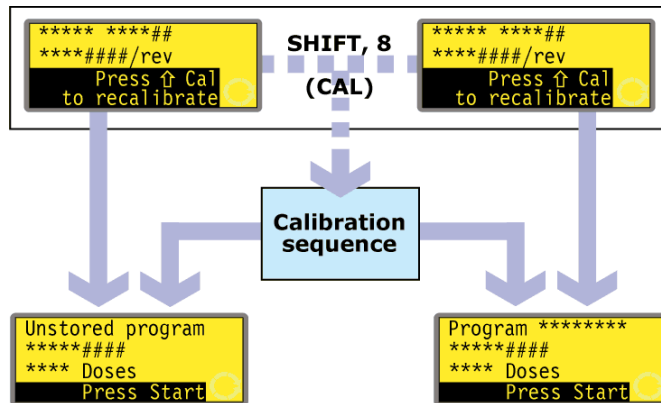 ***** ****##
****####/rev
Press ⇧ Cal
to recalibrate
SHIFT, 8
(CAL)
***** ****##
****####/rev
Press ⇧ Cal
to recalibrate
Calibration
sequence
Unstored program
*****####
**** Doses
Press Start
Program ********
*****####
**** Doses
Press Start